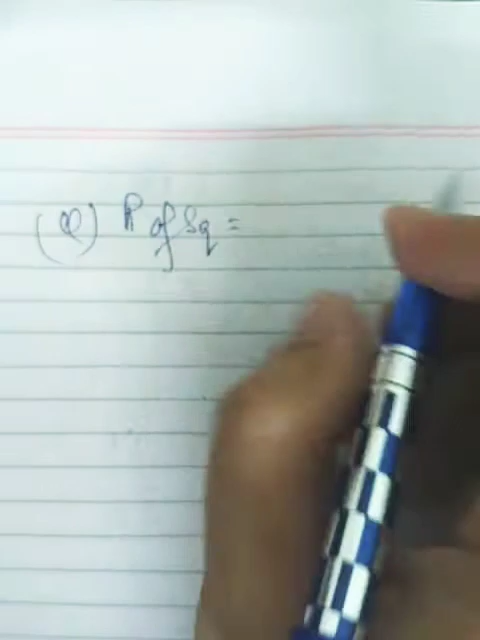 (Q) P of Sq =